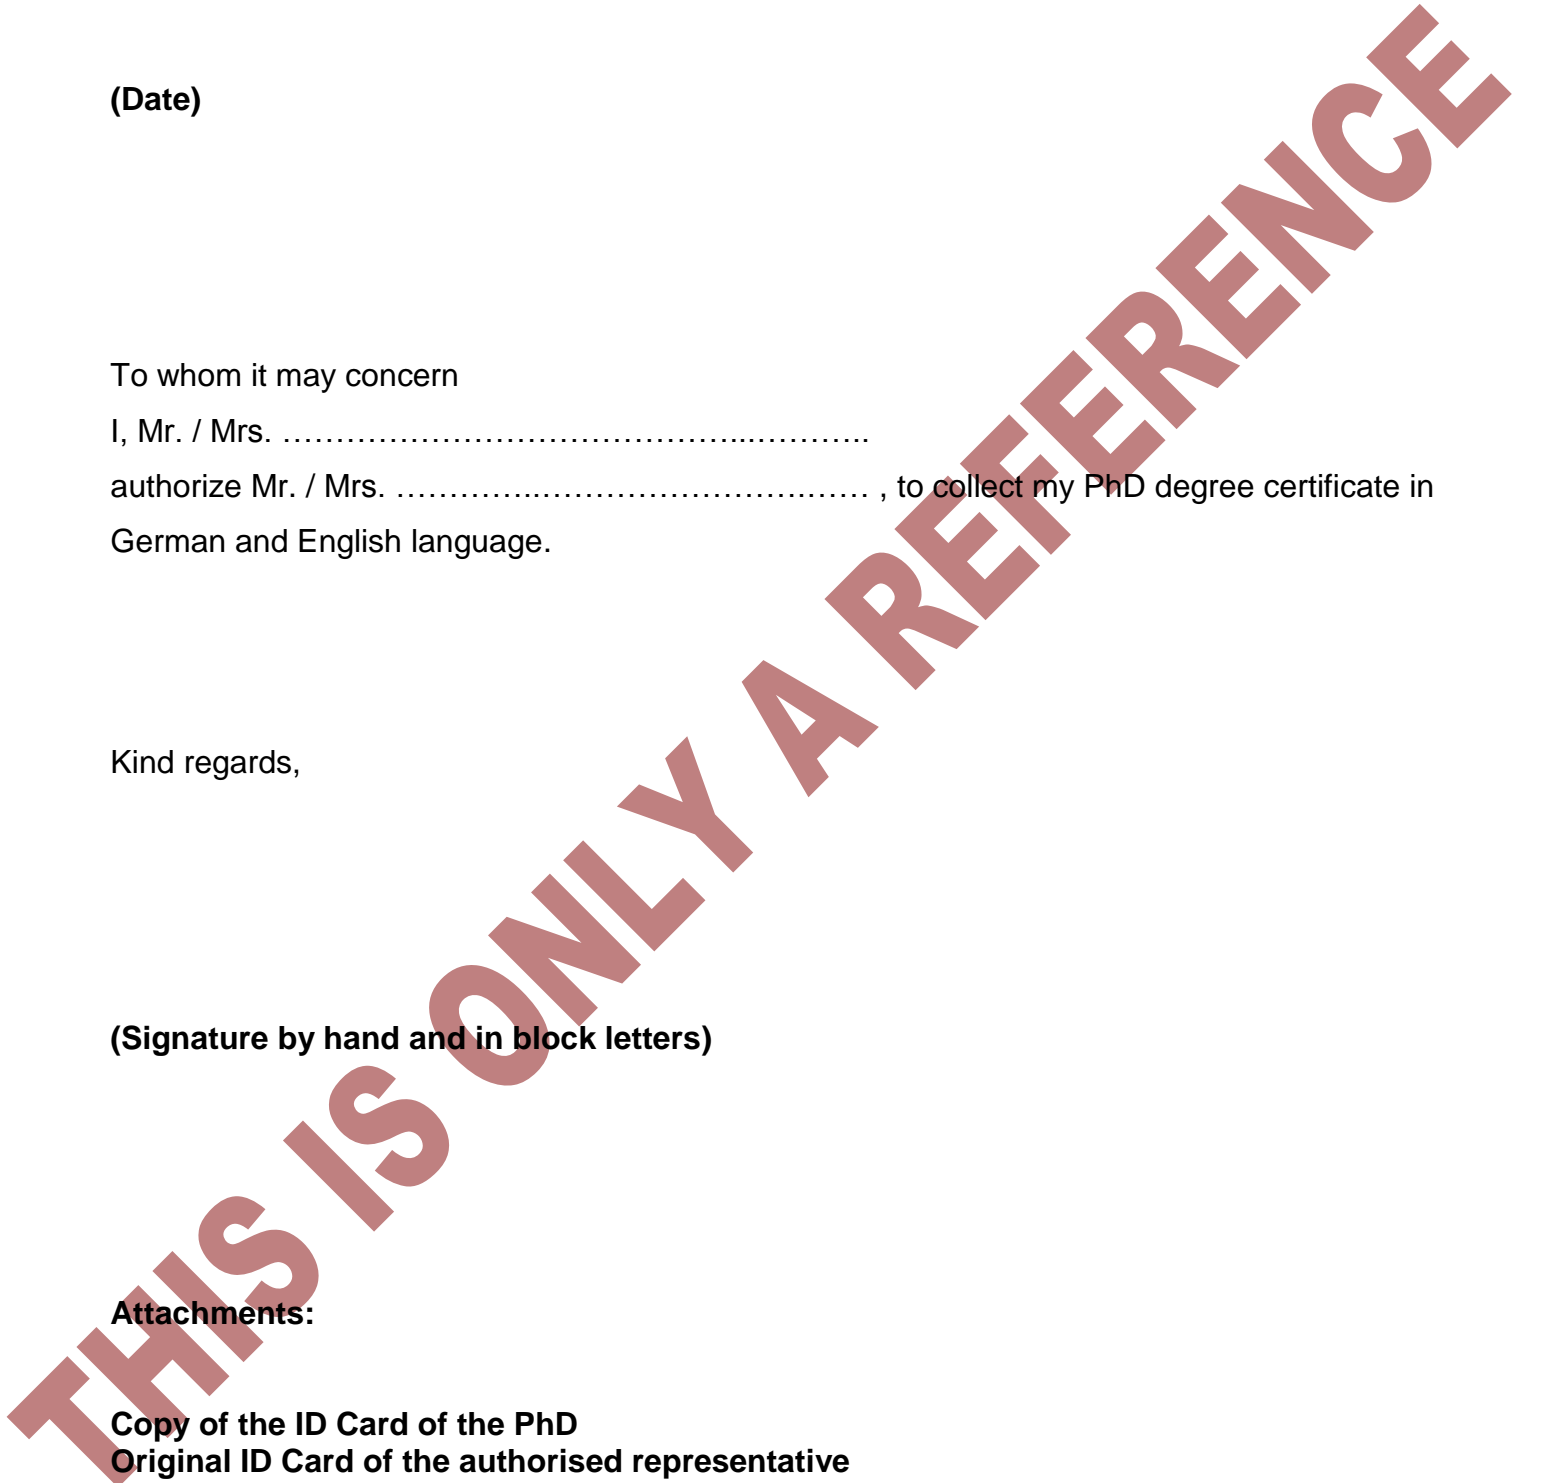 (Date)
To whom it may concern
I, Mr. / Mrs. ……………………………………...………..
authorize Mr. / Mrs. …………..…………………….…… , to collect my PhD degree certificate in
German and English language.
Kind regards,
(Signature by hand and in block letters)
Attachments:
Copy of the ID Card of the PhD
Original ID Card of the authorised representative
THIS IS ONLY A REFERENCE